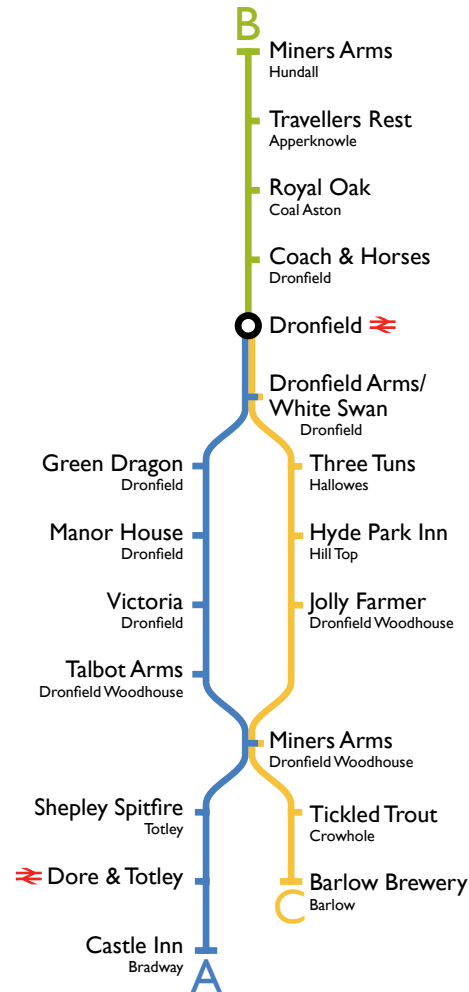 B
Miners Arms
Hundall
Travellers Rest
Apperknowle
Royal Oak
Coal Aston
Coach & Horses
Dronfield
Dronfield
Dronfield Arms/
White Swan
Dronfield
Green Dragon
Dronfield
Three Tuns
Hallowes
Manor House
Dronfield
Hyde Park Inn
Hill Top
Victoria
Dronfield
Jolly Farmer
Dronfield Woodhouse
Talbot Arms
Dronfield Woodhouse
Miners Arms
Dronfield Woodhouse
Shepley Spitfire
Totley
Tickled Trout
Crowhole
Dore & Totley
Barlow Brewery
Barlow
C
Castle Inn
Bradway
A